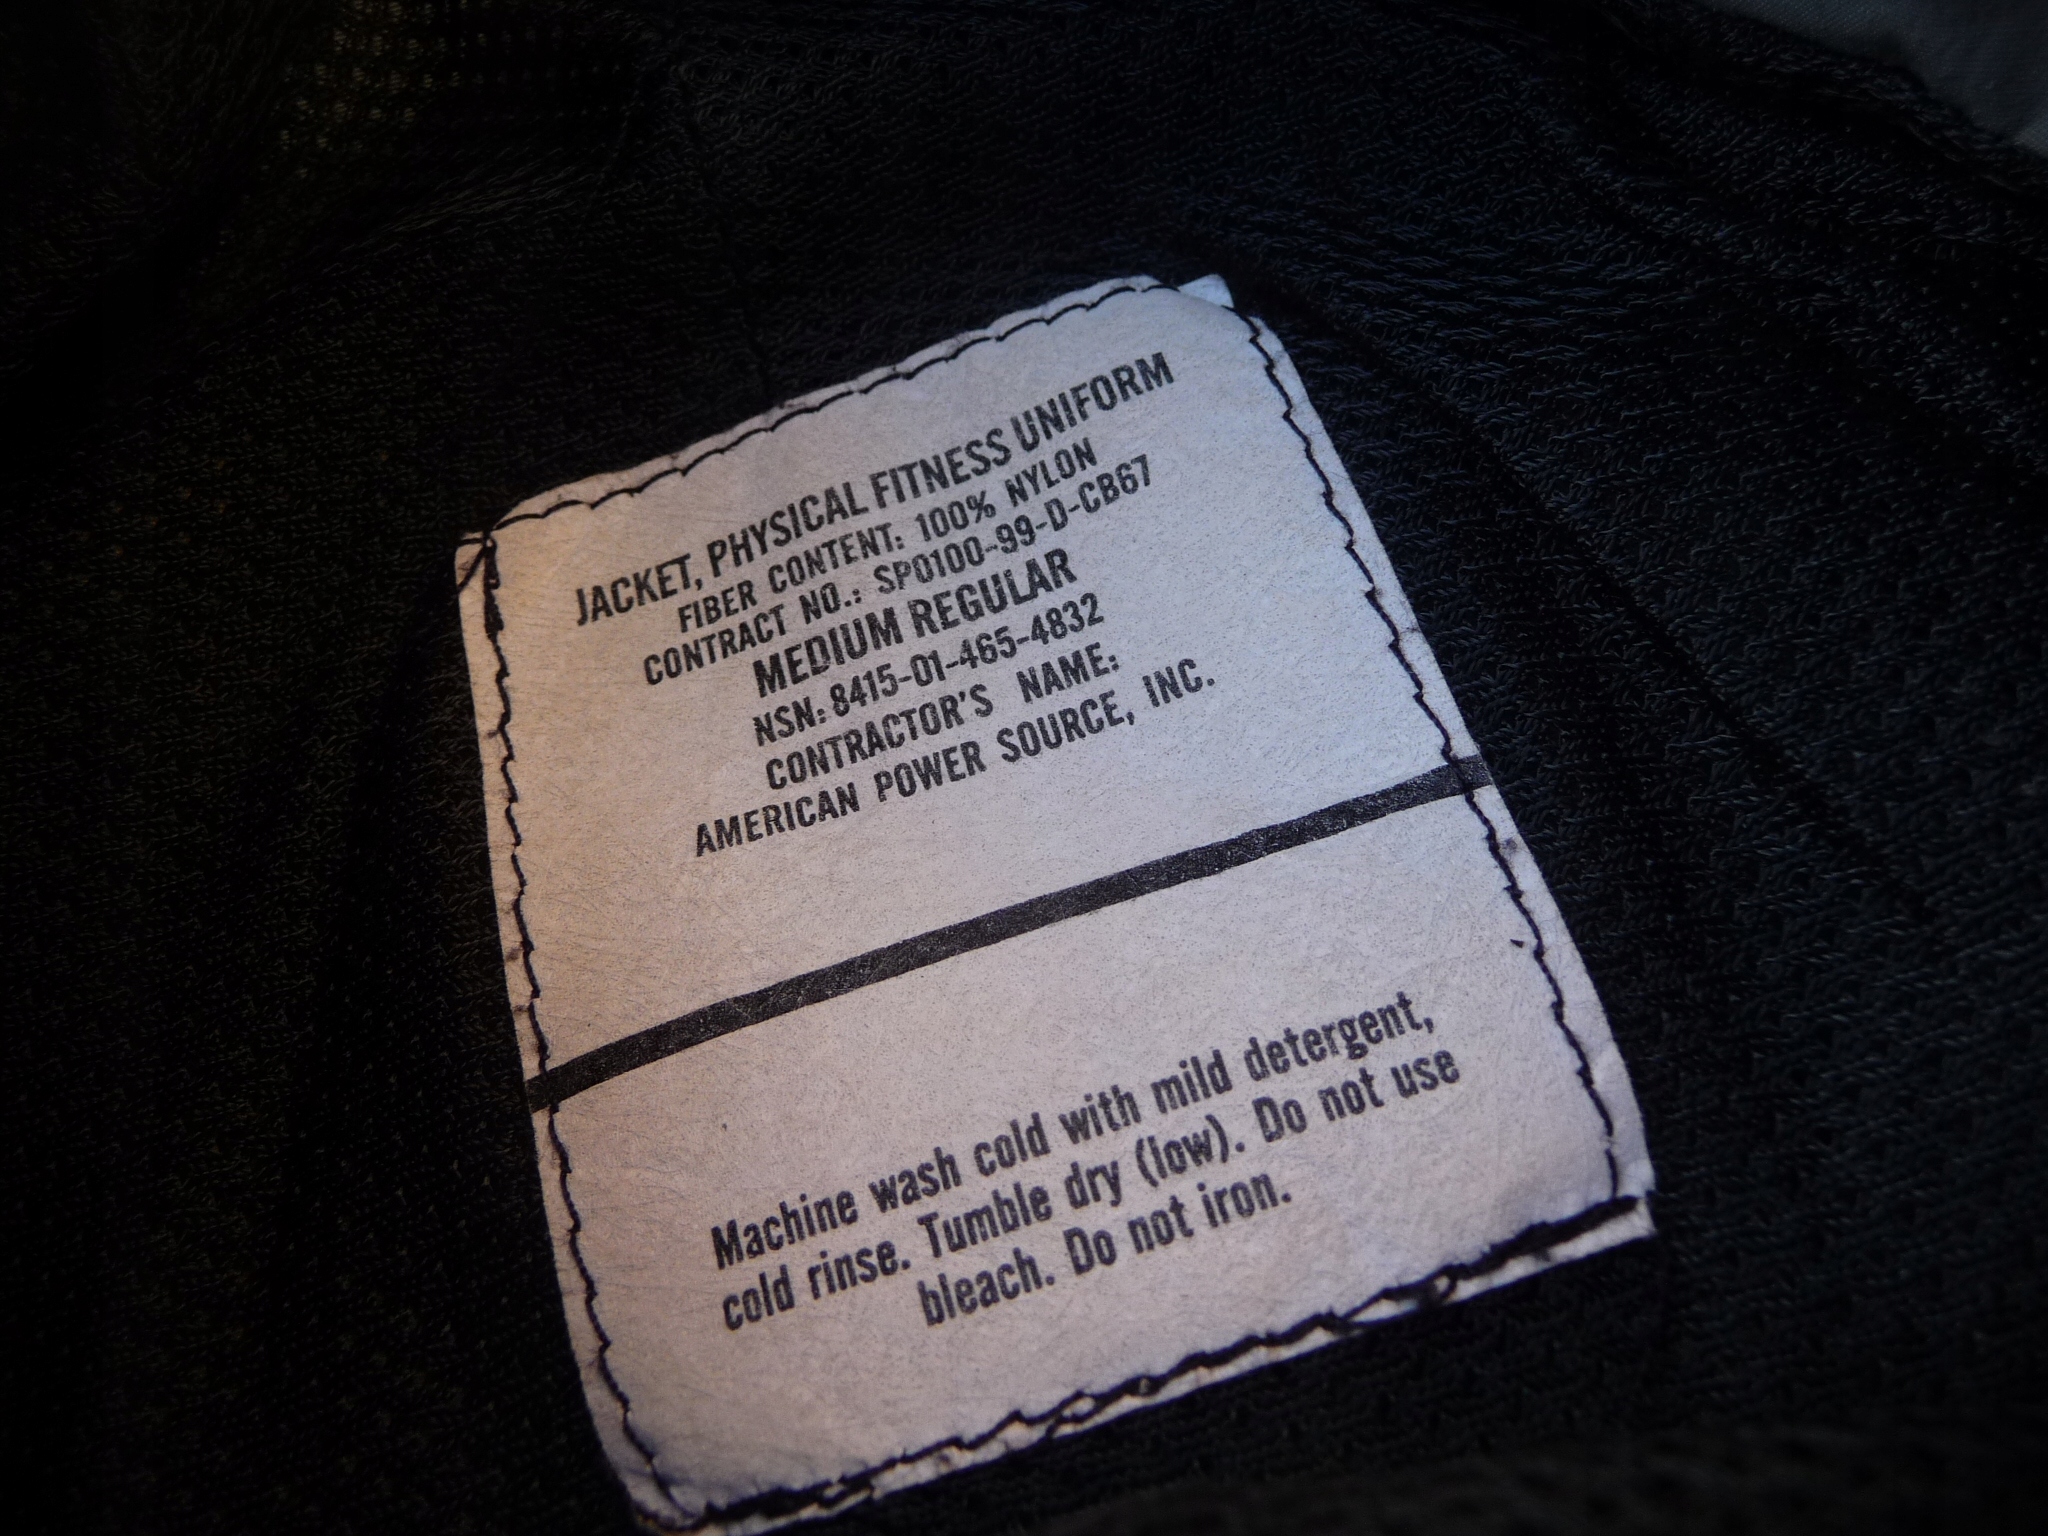 JACKET, PHYSICAL FITNESS UNIFORM
FIBER CONTENT: 100% NYLON
CONTRACT NO.: SP0100-99-D-CB67
MEDIUM REGULAR
NSN: 8415-01-465-4832
CONTRACTOR'S NAME:
AMERICAN POWER SOURCE, INC.
Machine wash cold with mild detergent,
cold rinse. Tumble dry (low). Do not use
bleach. Do not iron.